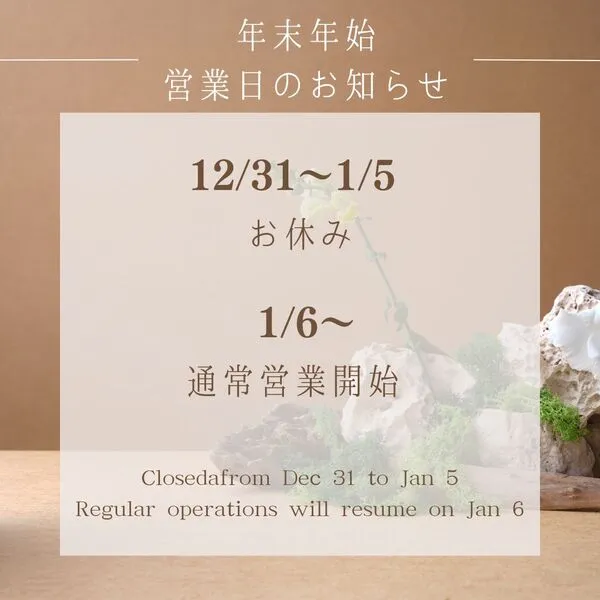 年末年始
営業日のお知らせ
12/31〜1/5
お休み
1/6〜
通常営業開始
Closedafrom Dec 31 to Jan 5
Regular operations will resume on Jan 6